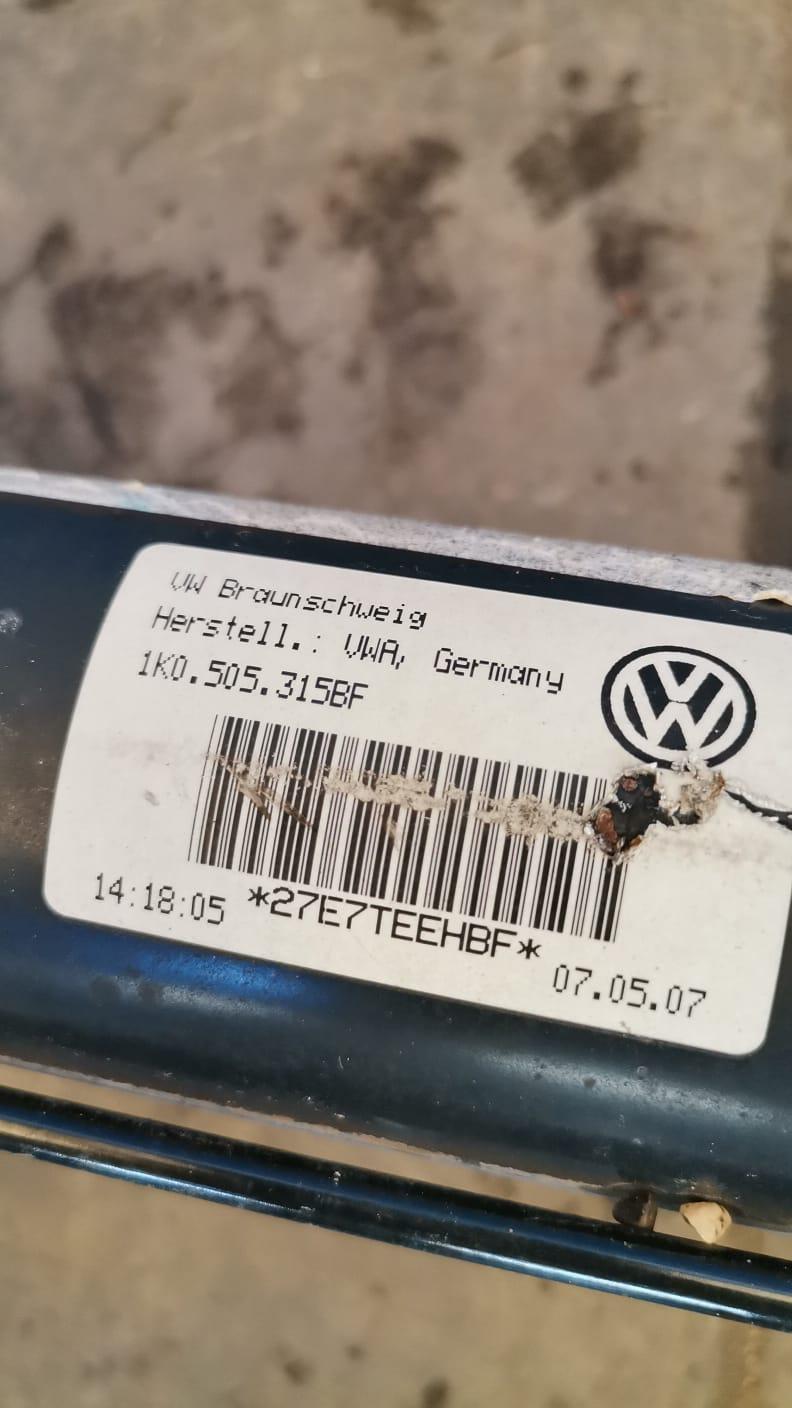 VW Braunschweig
Herstell.: VWA, Germany
1K0.505.315BF
14:18:05 *27E7TEEHBF* 07.05.07